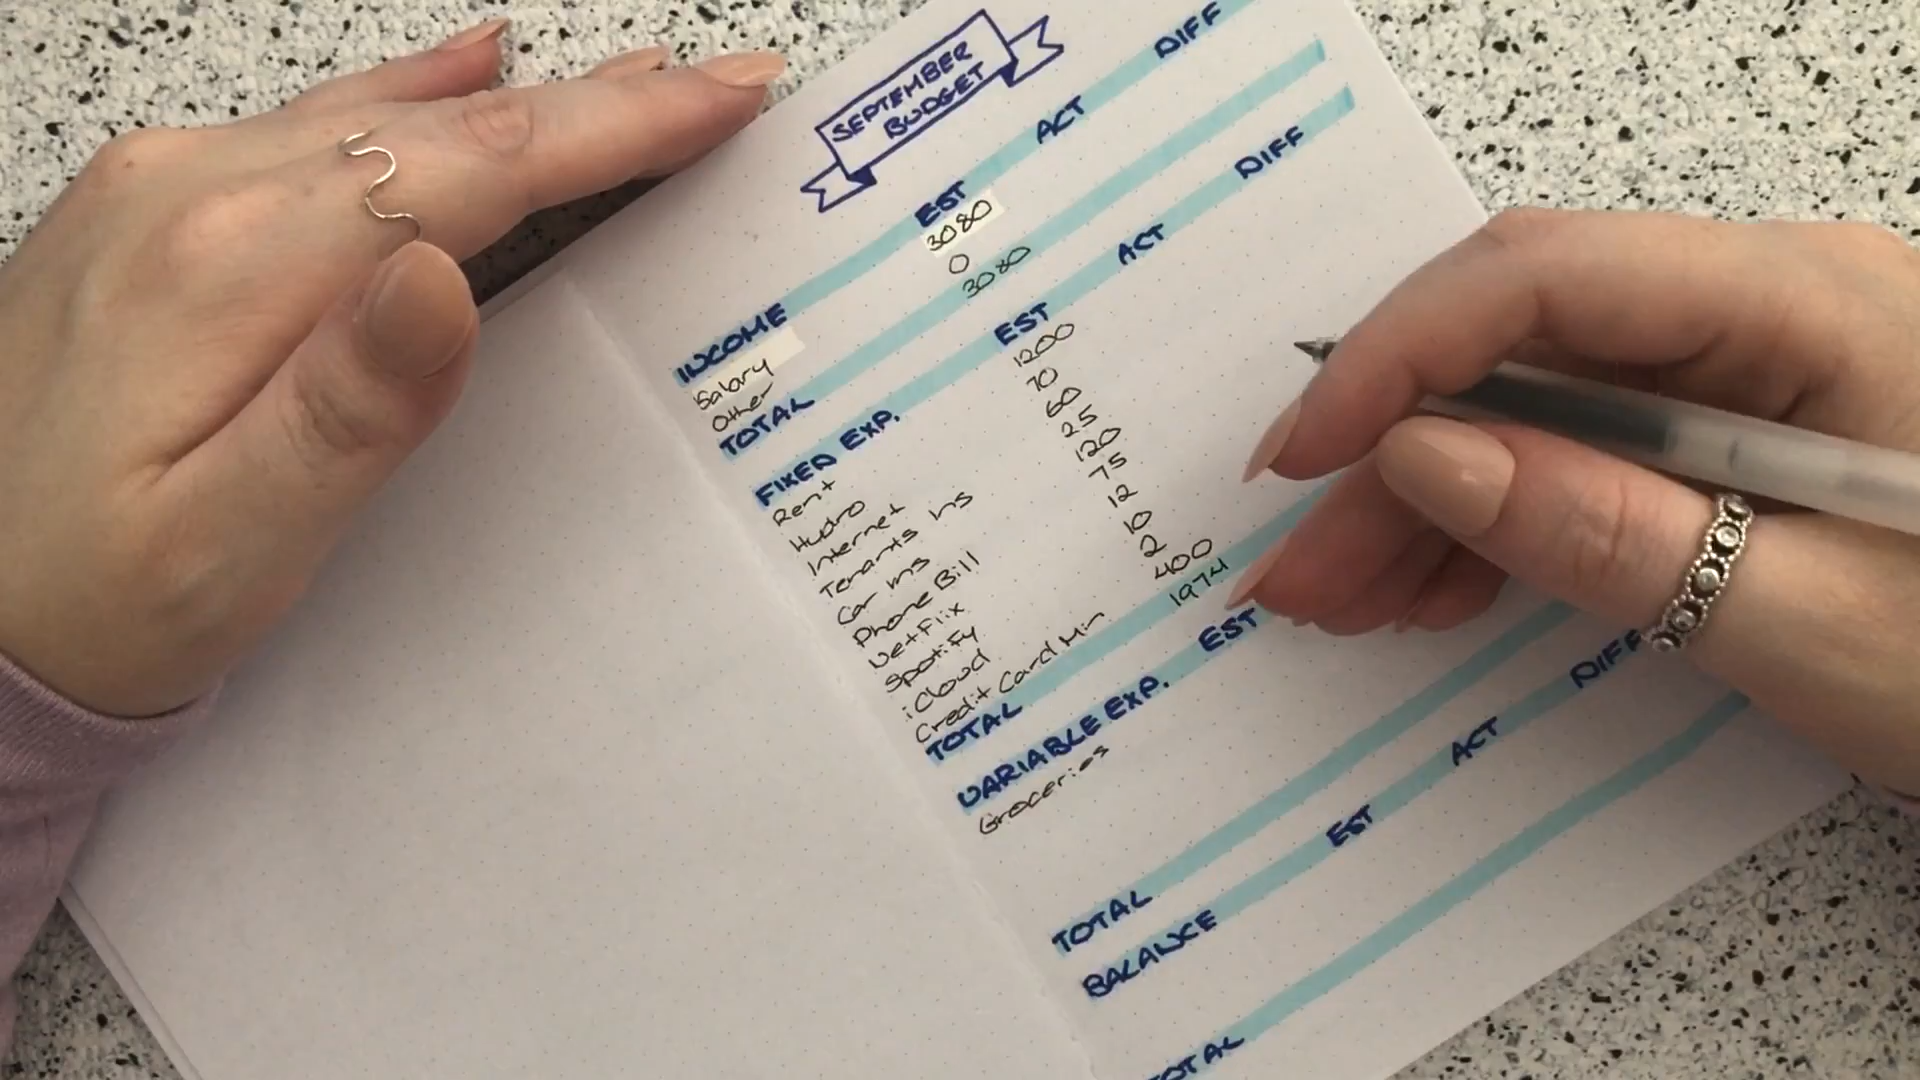 SEPTEMBER
BUDGET
INCOME EST ACT DIFF
Salary 3080
Other 0
TOTAL 3080
FIXED EXP. EST ACT DIFF
Rent 1200
Hydro 70
Internet 60
Tenants Ins 25
Car Ins 120
Phone Bill 75
Netflix 12
Spotify 10
iCloud 2
Credit Card Min 400
TOTAL 1974
VARIABLE EXP. EST
Groceries
TOTAL
BALANCE EST ACT DIFF
TOTAL